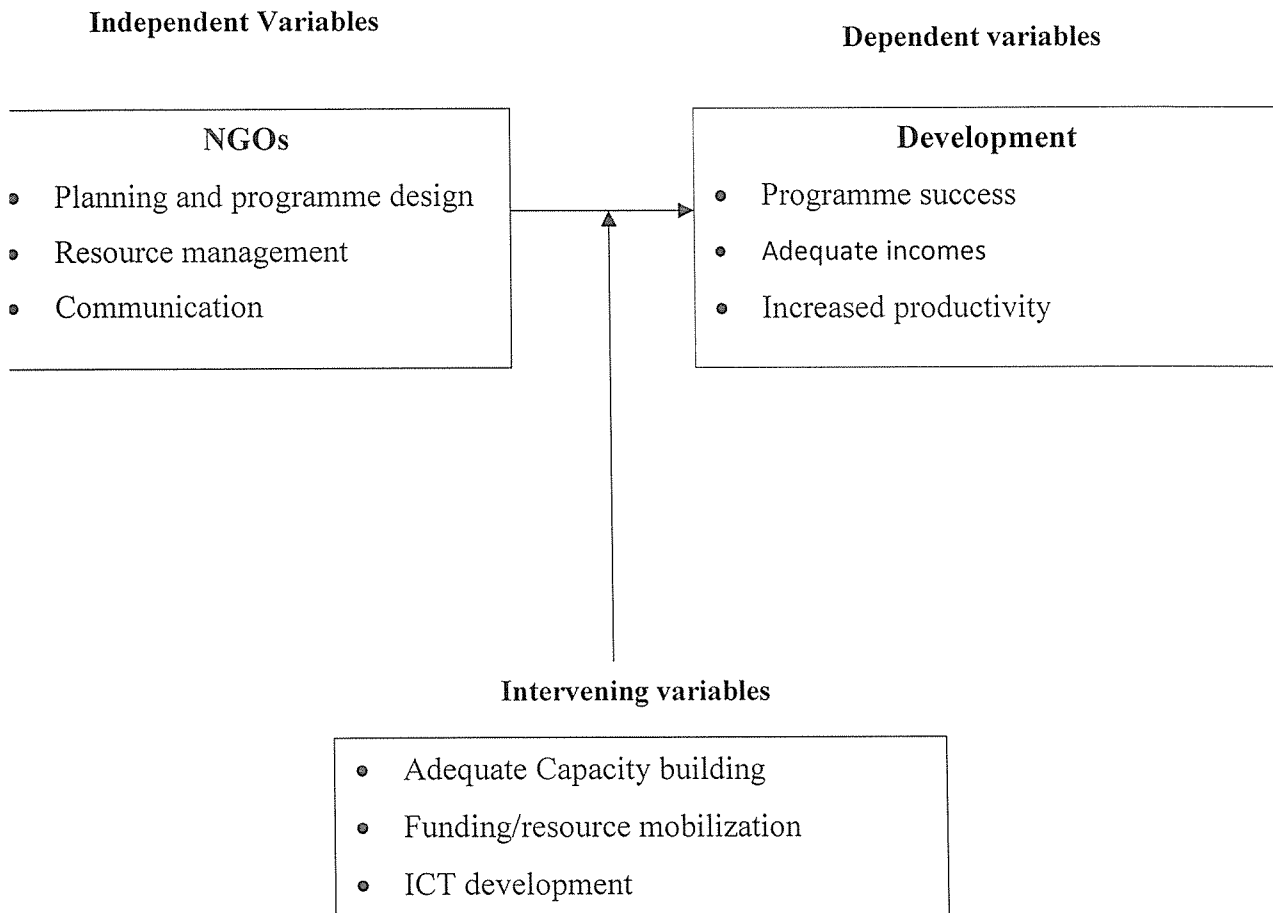 Independent Variables
Dependent variables
NGOs
• Planning and programme design
• Resource management
• Communication
Development
• Programme success
• Adequate incomes
• Increased productivity
Intervening variables
• Adequate Capacity building
• Funding/resource mobilization
• ICT development